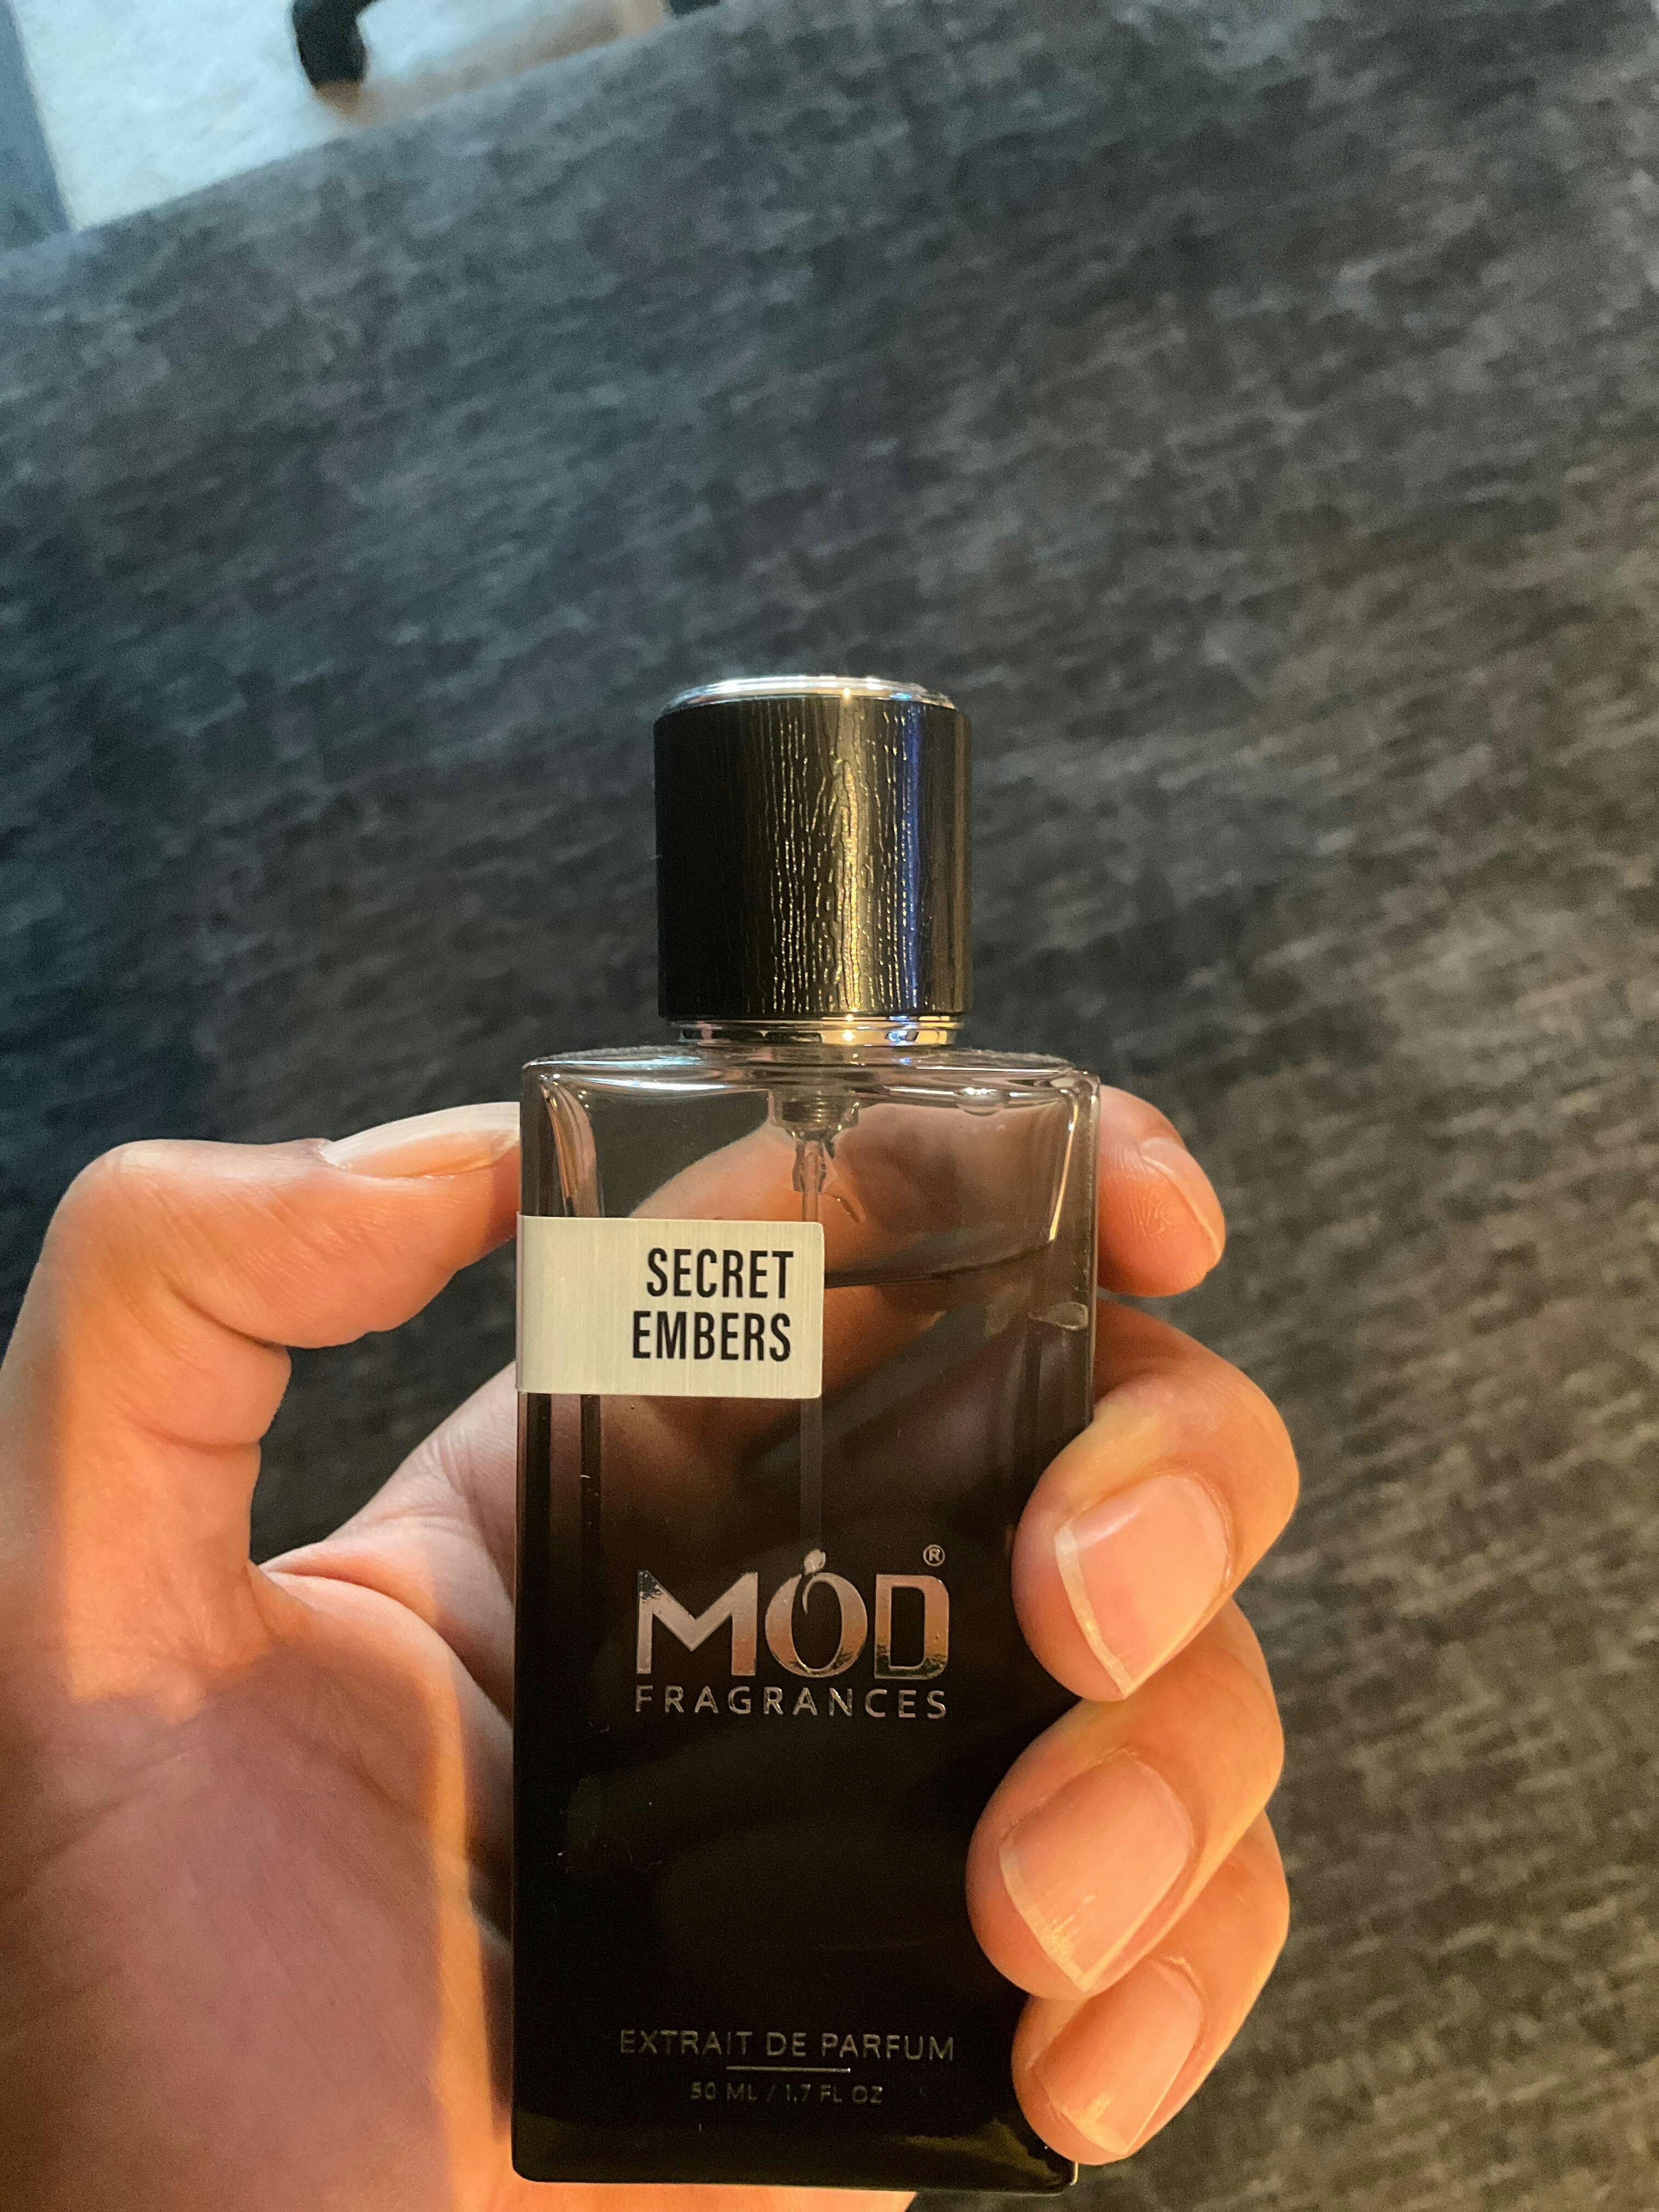 SECRET
EMBERS
MOD®
FRAGRANCES
EXTRAIT DE PARFUM
50 ML / 1.7 FL OZ